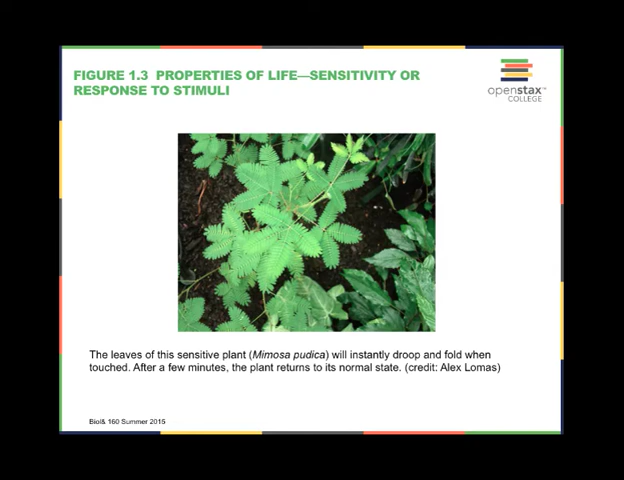 FIGURE 1.3 PROPERTIES OF LIFE—SENSITIVITY OR
RESPONSE TO STIMULI
openstax™
COLLEGE
The leaves of this sensitive plant (Mimosa pudica) will instantly droop and fold when
touched. After a few minutes, the plant returns to its normal state. (credit: Alex Lomas)
Biol& 160 Summer 2015